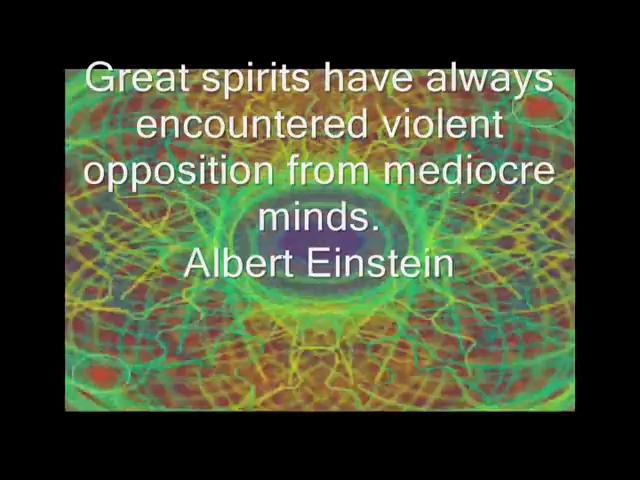 Great spirits have always
encountered violent
opposition from mediocre
minds.
Albert Einstein